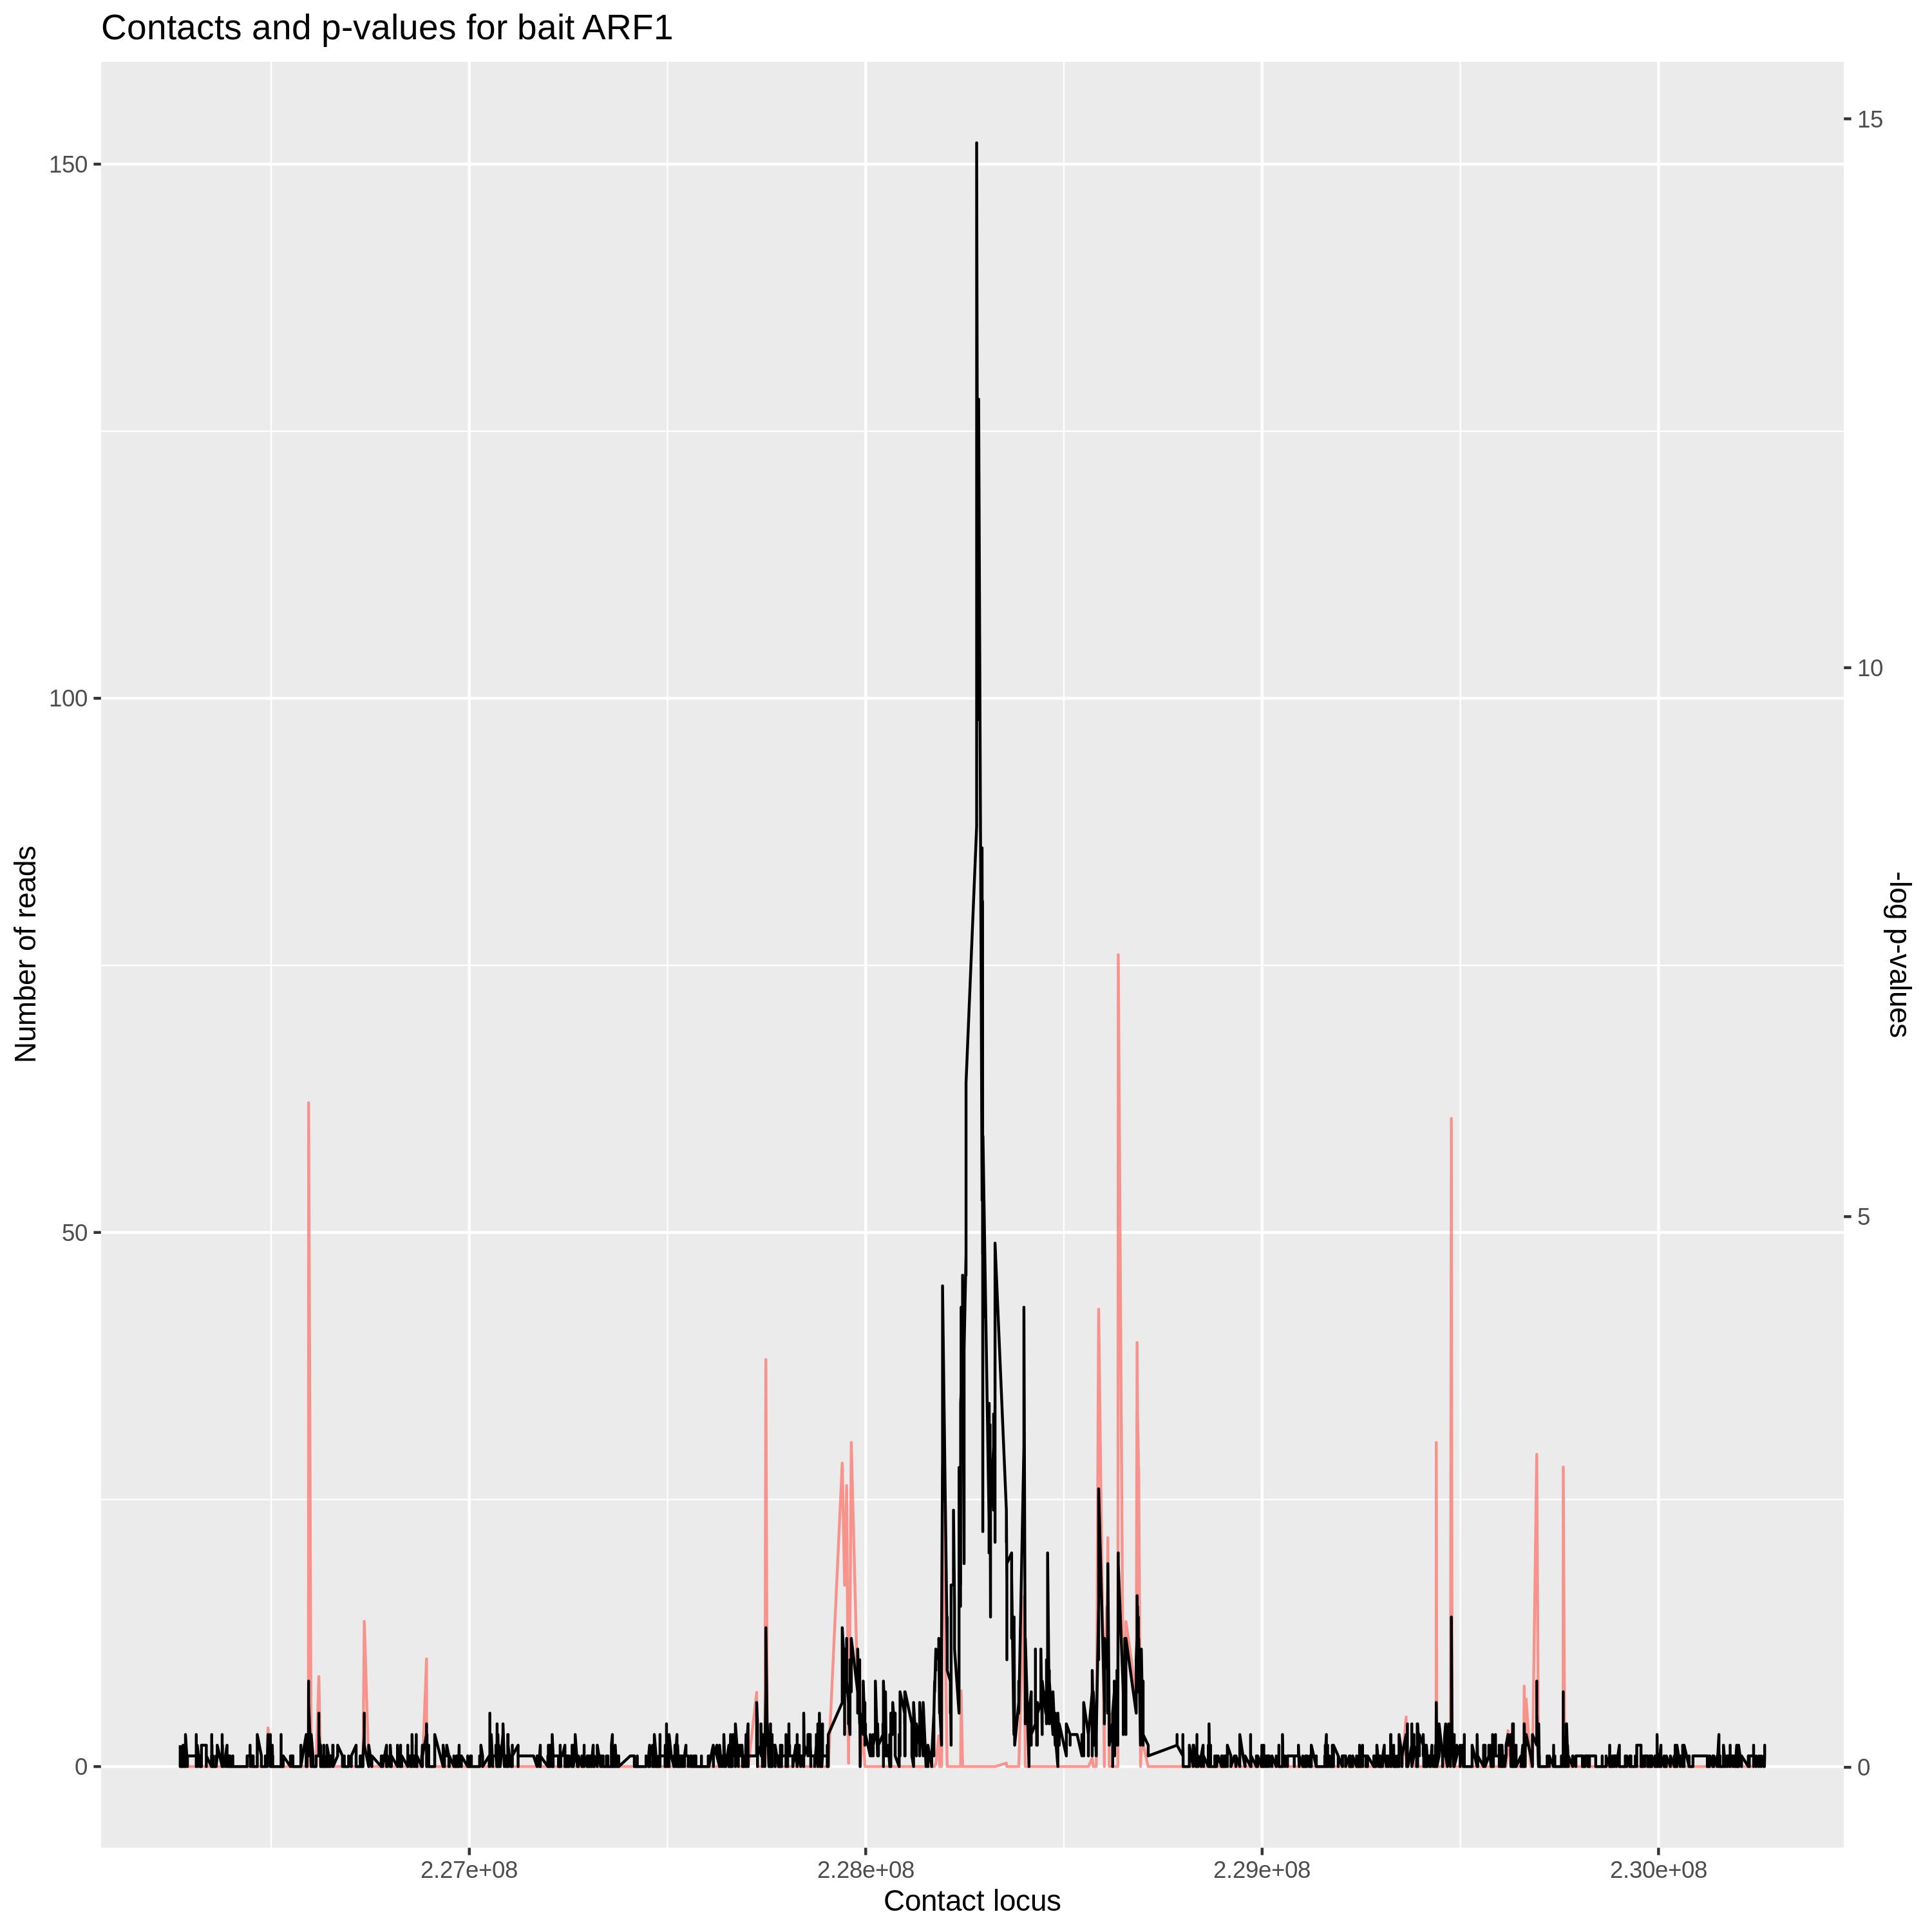 Contacts and p-values for bait ARF1
150
100
50
0
Number of reads
15
10
5
0
-log p-values
2.27e+08
2.28e+08
2.29e+08
2.30e+08
Contact locus